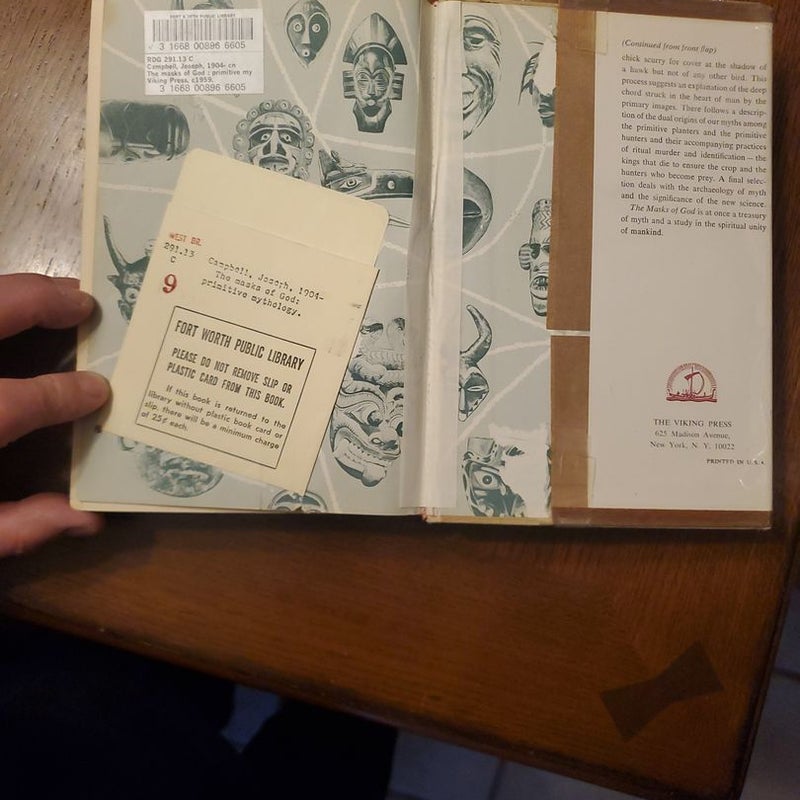 FORT WORTH PUBLIC LIBRARY
3 1668 00896 6605
RDG 291.13 C
Campbell, Joseph, 1904- cn
The masks of God : primitive my
Viking Press, c1959.
3 1668 00896 6605
WEST BR.
291.13
C
9
Campbell, Joseph, 1904-
The masks of God:
primitive mythology.
FORT WORTH PUBLIC LIBRARY
PLEASE DO NOT REMOVE SLIP OR
PLASTIC CARD FROM THIS BOOK.
If this book is returned to the
library without plastic book card or
slip, there will be a minimum charge
of 25¢ each.
(Continued from front flap)
chick scurry for cover at the shadow of
a hawk but not of any other bird. This
process suggests an explanation of the deep
chord struck in the heart of man by the
primary images. There follows a descrip-
tion of the dual origins of our myths among
the primitive planters and the primitive
hunters and their accompanying practices
of ritual murder and identification — the
kings that die to ensure the crop and the
hunters who become prey. A final selec-
tion deals with the archaeology of myth
and the significance of the new science.
The Masks of God is at once a treasury
of myth and a study in the spiritual unity
of mankind.
THE VIKING PRESS
625 Madison Avenue,
New York, N. Y. 10022
PRINTED IN U.S.A.